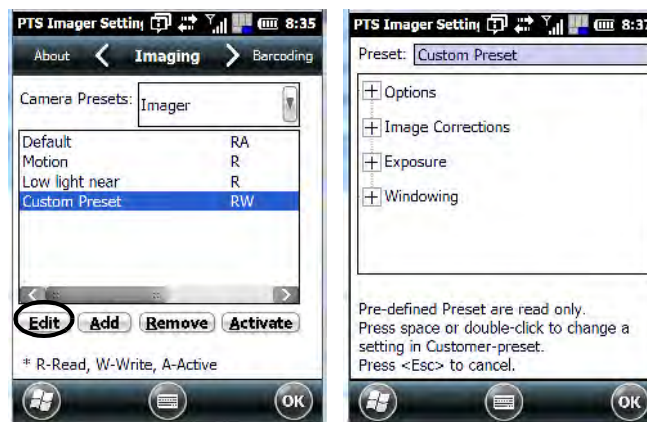 PTS Imager Settin 8:35
About Imaging Barcoding
Camera Presets: Imager
Default RA
Motion R
Low light near R
Custom Preset RW
Edit Add Remove Activate
* R-Read, W-Write, A-Active
OK
PTS Imager Settin 8:37
Preset: Custom Preset
Options
Image Corrections
Exposure
Windowing
Pre-defined Preset are read only.
Press space or double-click to change a
setting in Customer-preset.
Press <Esc> to cancel.
OK